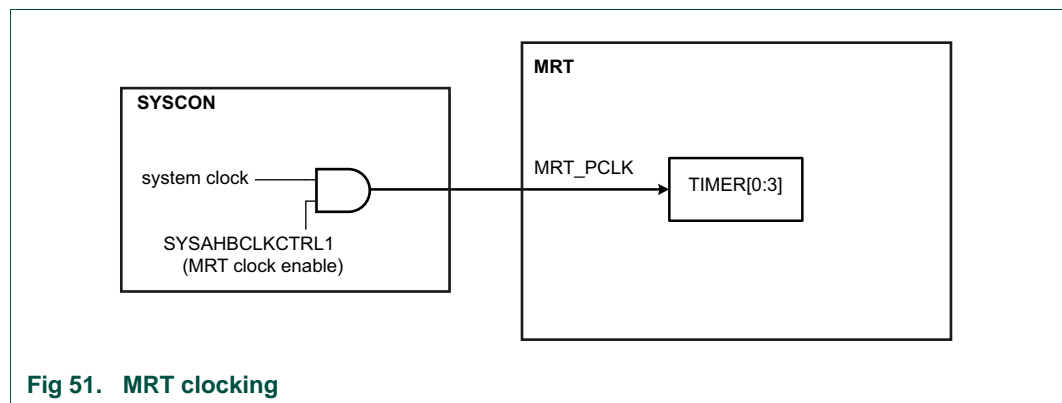 MRT
SYSCON
system clock
MRT_PCLK
TIMER[0:3]
SYSAHBCLKCTRL1
(MRT clock enable)
Fig 51. MRT clocking